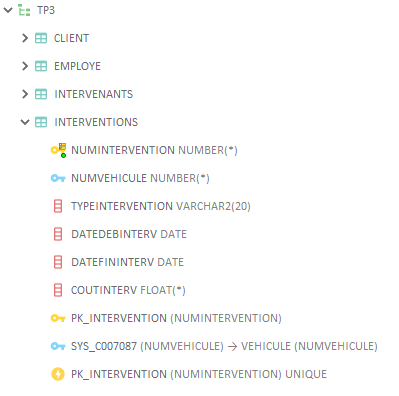 TP3
CLIENT
EMPLOYE
INTERVENANTS
INTERVENTIONS
NUMINTERVENTION NUMBER(*)
NUMVEHICULE NUMBER(*)
TYPEINTERVENTION VARCHAR2(20)
DATEDEBINTERV DATE
DATEFININTERV DATE
COUTINTERV FLOAT(*)
PK_INTERVENTION (NUMINTERVENTION)
SYS_C007087 (NUMVEHICULE) → VEHICULE (NUMVEHICULE)
PK_INTERVENTION (NUMINTERVENTION) UNIQUE